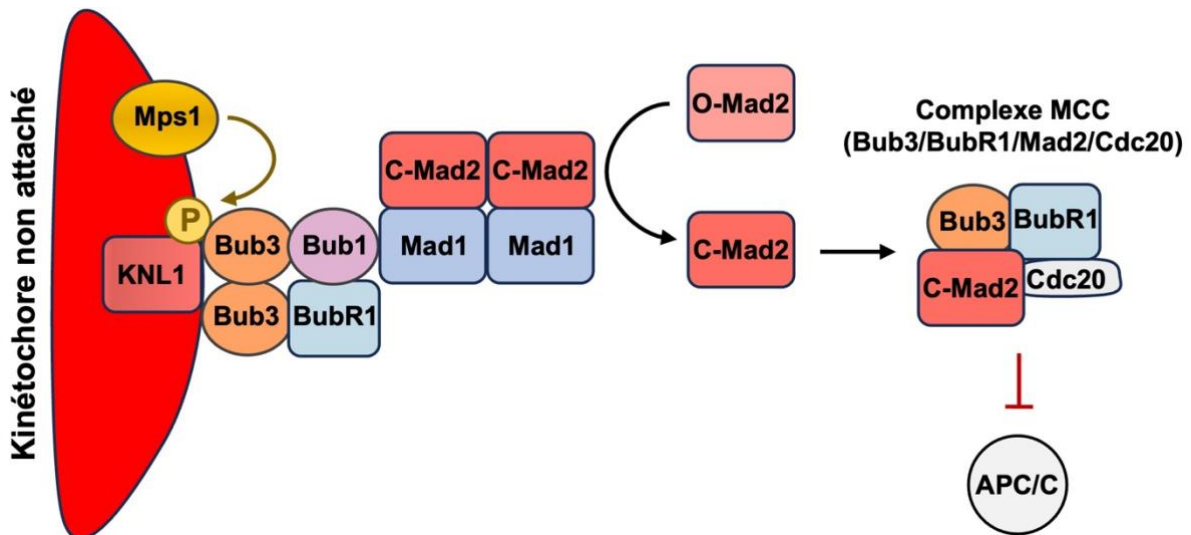 Kinétochore non attaché
Mps1
P
KNL1
Bub3
Bub1
Bub3
BubR1
C-Mad2
C-Mad2
Mad1
Mad1
O-Mad2
C-Mad2
Complexe MCC
(Bub3/BubR1/Mad2/Cdc20)
Bub3
BubR1
C-Mad2
Cdc20
APC/C